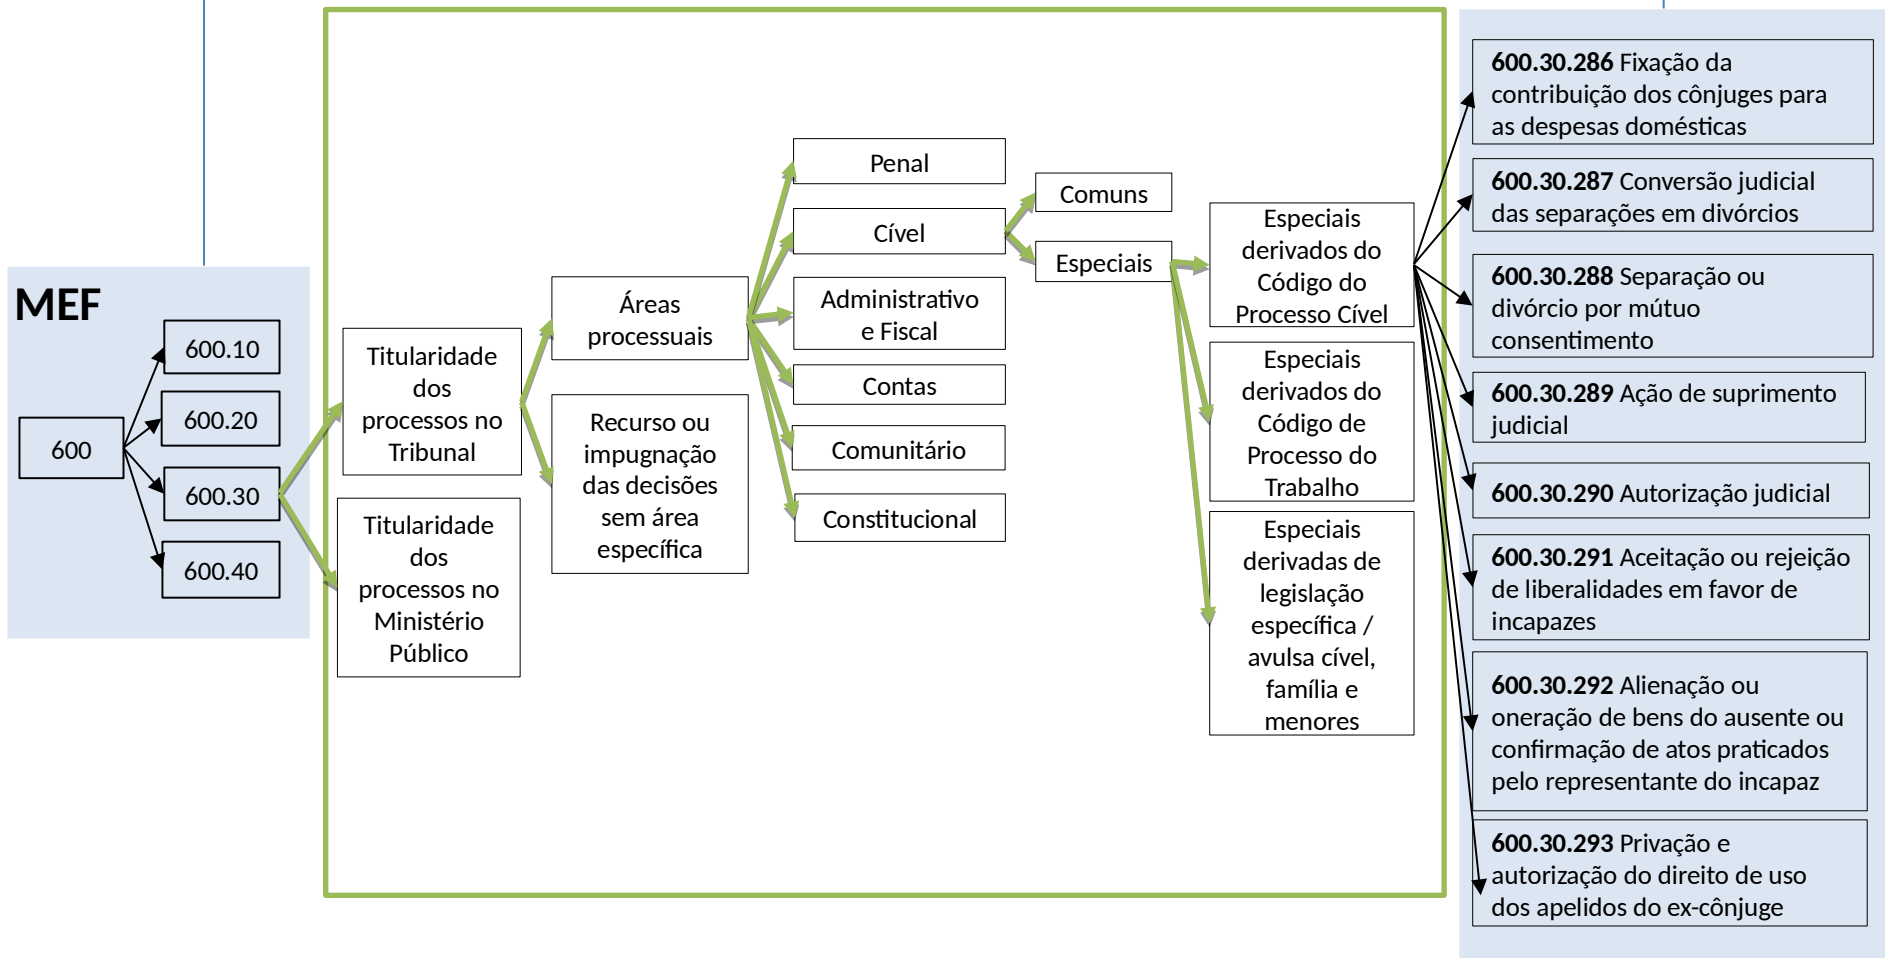 MEF
600
600.10
600.20
600.30
600.40
Titularidade
dos
processos no
Tribunal
Titularidade
dos
processos no
Ministério
Público
Áreas
processuais
Recurso ou
impugnação
das decisões
sem área
específica
Penal
Cível
Administrativo
e Fiscal
Contas
Comunitário
Constitucional
Comuns
Especiais
Especiais
derivados do
Código do
Processo Cível
Especiais
derivados do
Código de
Processo do
Trabalho
Especiais
derivadas de
legislação
específica /
avulsa cível,
família e
menores
600.30.286 Fixação da
contribuição dos cônjuges para
as despesas domésticas
600.30.287 Conversão judicial
das separações em divórcios
600.30.288 Separação ou
divórcio por mútuo
consentimento
600.30.289 Ação de suprimento
judicial
600.30.290 Autorização judicial
600.30.291 Aceitação ou rejeição
de liberalidades em favor de
incapazes
600.30.292 Alienação ou
oneração de bens do ausente ou
confirmação de atos praticados
pelo representante do incapaz
600.30.293 Privação e
autorização do direito de uso
dos apelidos do ex-cônjuge